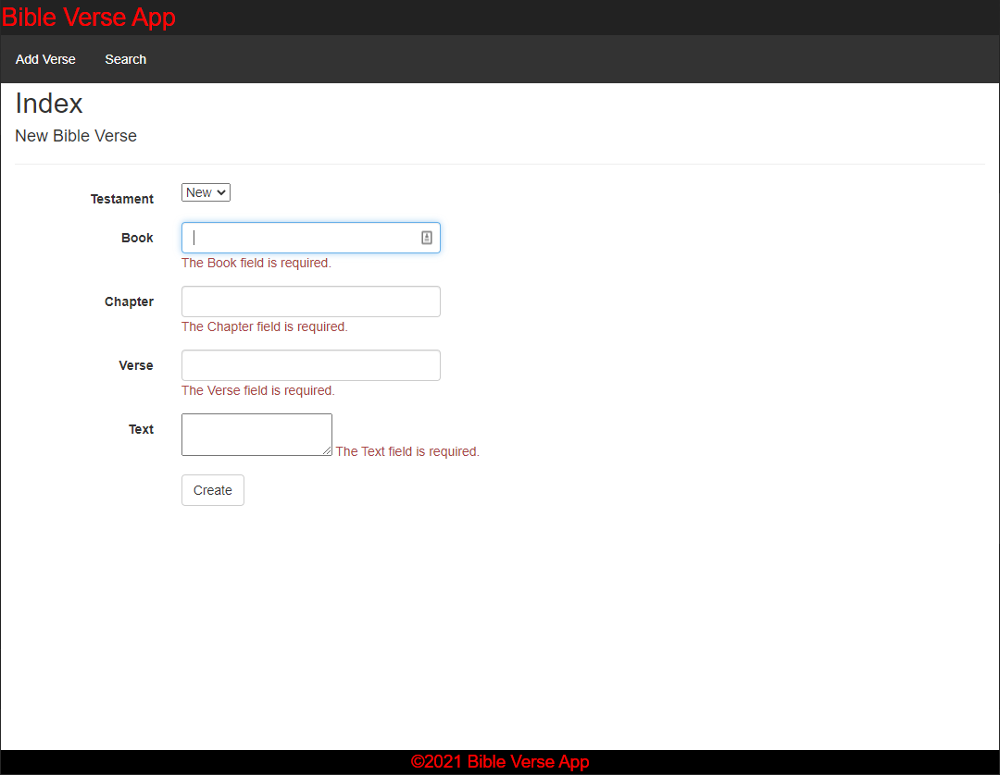 Bible Verse App
Add Verse Search
Index
New Bible Verse
Testament New
Book
The Book field is required.
Chapter
The Chapter field is required.
Verse
The Verse field is required.
Text
The Text field is required.
Create
©2021 Bible Verse App